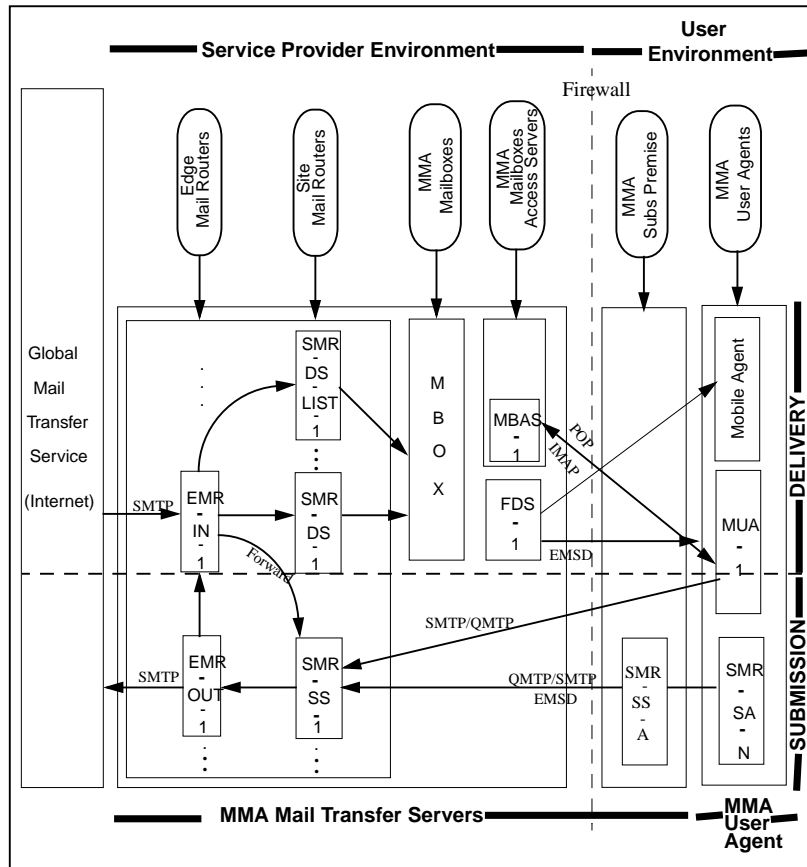 Service Provider Environment
User
Environment
Firewall
Edge
Mail Routers
Site
Mail Routers
MMA
Mailboxes
MMA
Mailboxes
Access Servers
MMA
Subs Premise
MMA
User Agents
Global
Mail
Transfer
Service
(Internet)
SMTP
EMR
-
IN
-
1
SMR
-
DS
-
LIST
-
1
SMR
-
DS
-
1
Forward
M
B
O
X
MBAS
-
1
FDS
-
1
POP
IMAP
EMSD
Mobile Agent
MUA
-
1
DELIVERY
SMTP
EMR
-
OUT
-
1
SMR
-
SS
-
1
SMTP/QMTP
QMTP/SMTP
EMSD
SMR
-
SS
-
A
SMR
-
SA
-
N
SUBMISSION
MMA Mail Transfer Servers
MMA
User
Agent